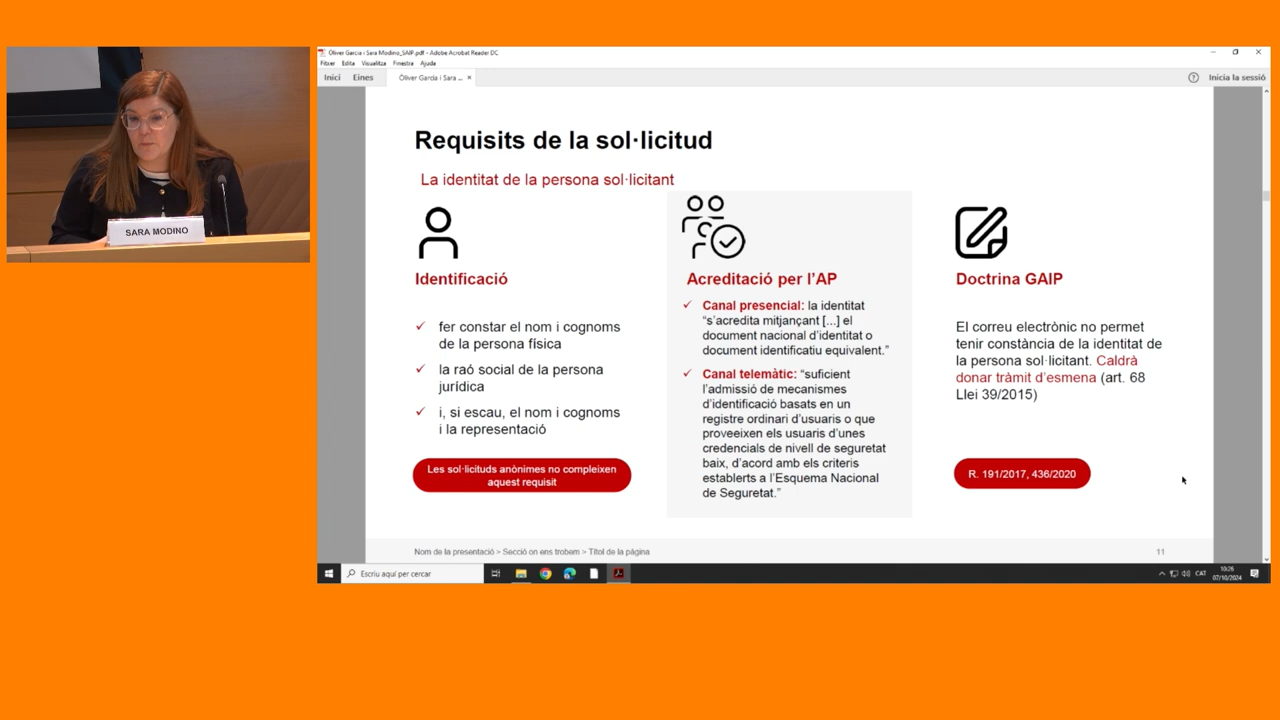 SARA MODINO
Òliver Garcia i Sara Modino_SAIP.pdf - Adobe Acrobat Reader DC
Fitxer Edita Visualitza Finestra Ajuda
Inici Eines Òliver Garcia i Sara ... × Inicia la sessió
Requisits de la sol·licitud
La identitat de la persona sol·licitant
Identificació
fer constar el nom i cognoms
de la persona física
la raó social de la persona
jurídica
i, si escau, el nom i cognoms
i la representació
Les sol·licituds anònimes no compleixen
aquest requisit
Acreditació per l’AP
Canal presencial: la identitat
“s’acredita mitjançant [...] el
document nacional d’identitat o
document identificatiu equivalent.”
Canal telemàtic: “suficient
l’admissió de mecanismes
d’identificació basats en un
registre ordinari d’usuaris o que
proveeixen els usuaris d’unes
credencials de nivell de seguretat
baix, d’acord amb els criteris
establerts a l’Esquema Nacional
de Seguretat.”
Doctrina GAIP
El correu electrònic no permet
tenir constància de la identitat de
la persona sol·licitant. Caldrà
donar tràmit d’esmena (art. 68
Llei 39/2015)
R. 191/2017, 436/2020
Nom de la presentació > Secció on ens trobem > Títol de la pàgina 11
Escriu aquí per cercar
CAT
10:26
07/10/2024